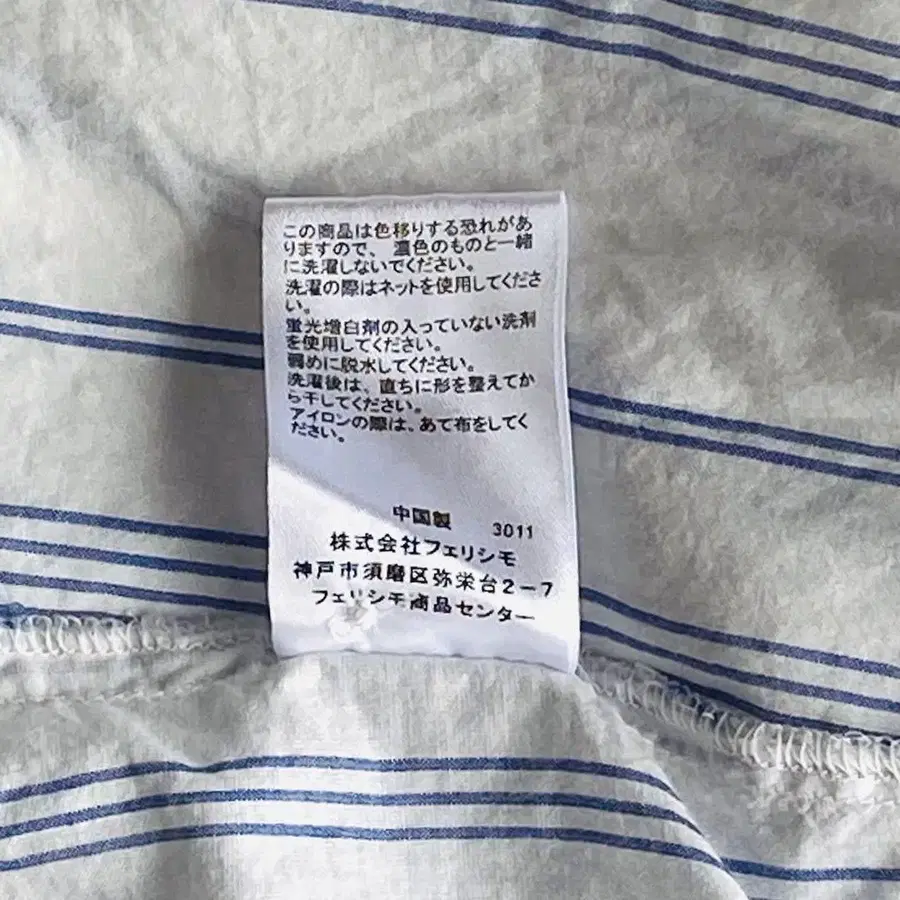 この商品は色移りする恐れがあ
りますので、濃色のものと一緒
に洗濯しないでください。
洗濯の際はネットを使用してくださ
い。
蛍光増白剤の入っていない洗剤
を使用してください。
弱めに脱水してください。
洗濯後は、直ちに形を整えてか
ら干してください。
アイロンの際は、あて布をしてく
ださい。
中国製 3011
株式会社フェリシモ
神戸市須磨区弥栄台2-7
フェリシモ商品センター